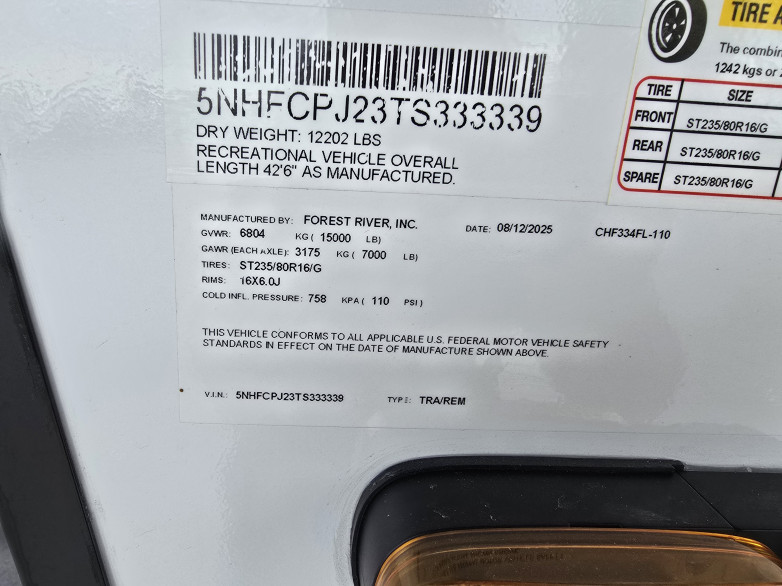 5NHFCPJ23TS333339
DRY WEIGHT: 12202 LBS
RECREATIONAL VEHICLE OVERALL
LENGTH 42'6" AS MANUFACTURED.
TIRE
The combin
1242 kgs or
TIRE SIZE
FRONT ST235/80R16/G
REAR ST235/80R16/G
SPARE ST235/80R16/G
MANUFACTURED BY: FOREST RIVER, INC. DATE: 08/12/2025 CHF334FL-110
GVWR: 6804 KG ( 15000 LB)
GAWR (EACH AXLE): 3175 KG ( 7000 LB)
TIRES: ST235/80R16/G
RIMS: 16X6.0J
COLD INFL. PRESSURE: 758 KPA ( 110 PSI )
THIS VEHICLE CONFORMS TO ALL APPLICABLE U.S. FEDERAL MOTOR VEHICLE SAFETY
STANDARDS IN EFFECT ON THE DATE OF MANUFACTURE SHOWN ABOVE.
V.I.N.: 5NHFCPJ23TS333339 TYPE: TRA/REM